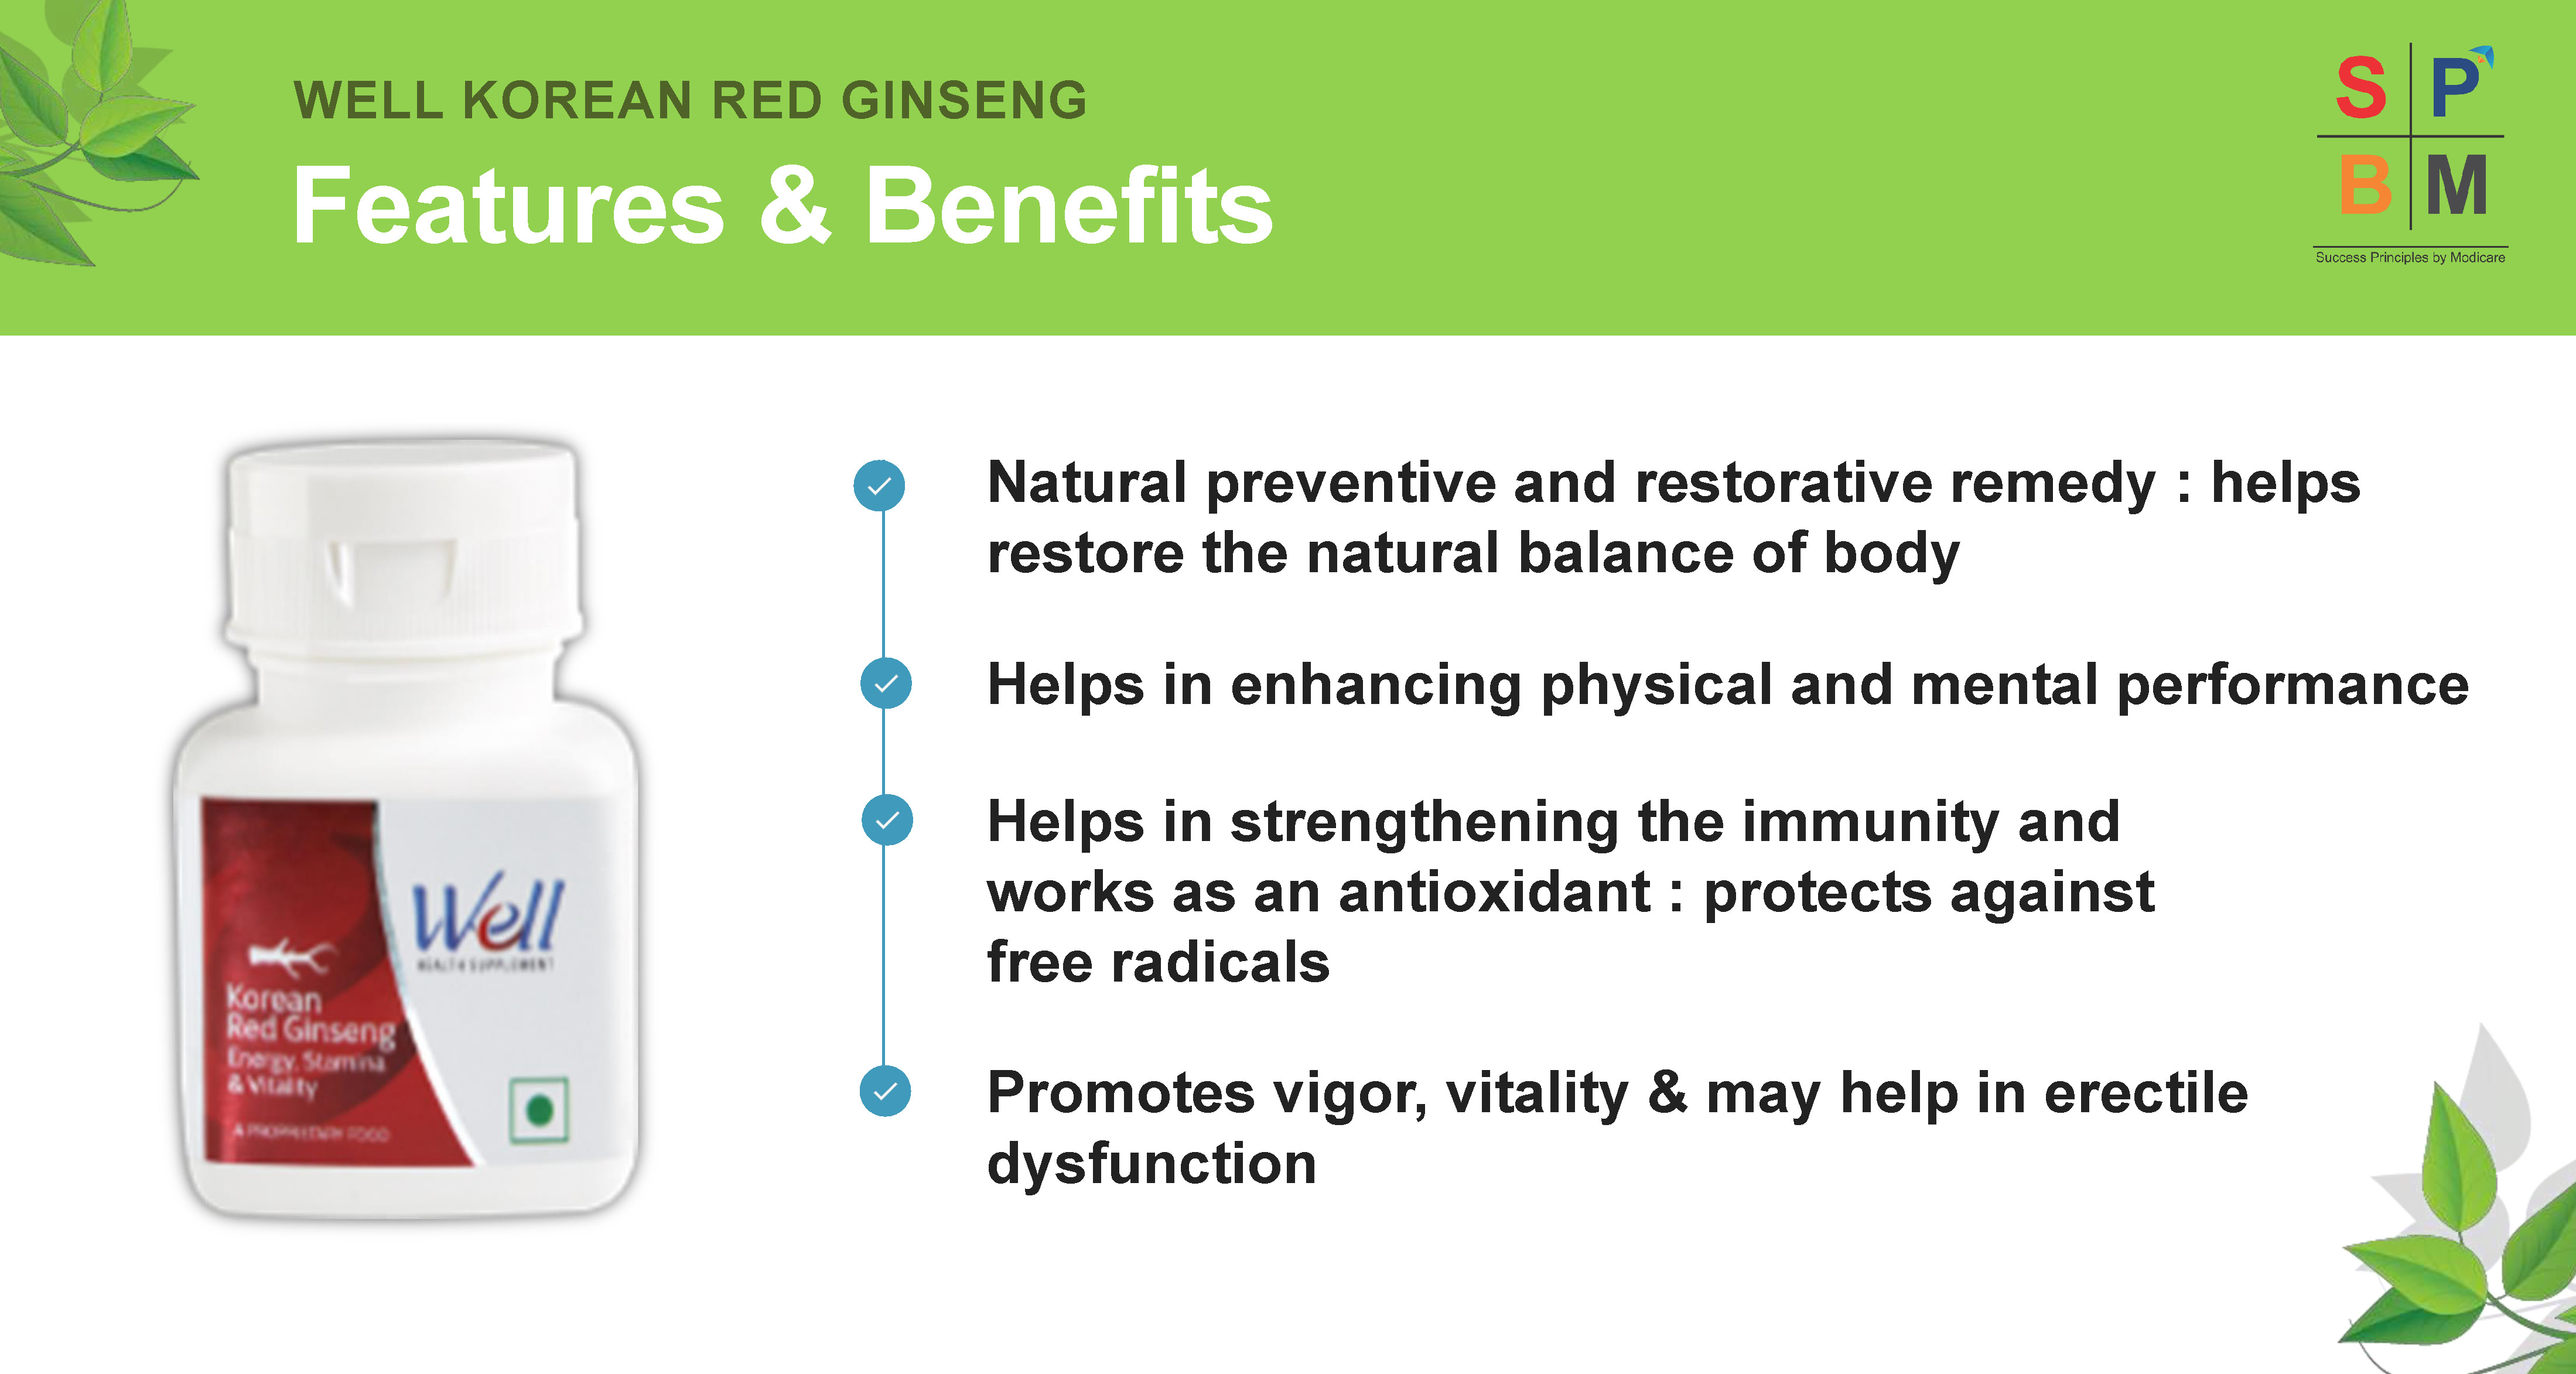 WELL KOREAN RED GINSENG
Features & Benefits
S P
B M
Success Principles by Modicare
Natural preventive and restorative remedy : helps
restore the natural balance of body
Helps in enhancing physical and mental performance
Helps in strengthening the immunity and
works as an antioxidant : protects against
free radicals
Promotes vigor, vitality & may help in erectile
dysfunction
Well
HEALTH SUPPLEMENT
Korean
Red Ginseng
Energy, Stamina
& Vitality
A PROPRIETARY FOOD